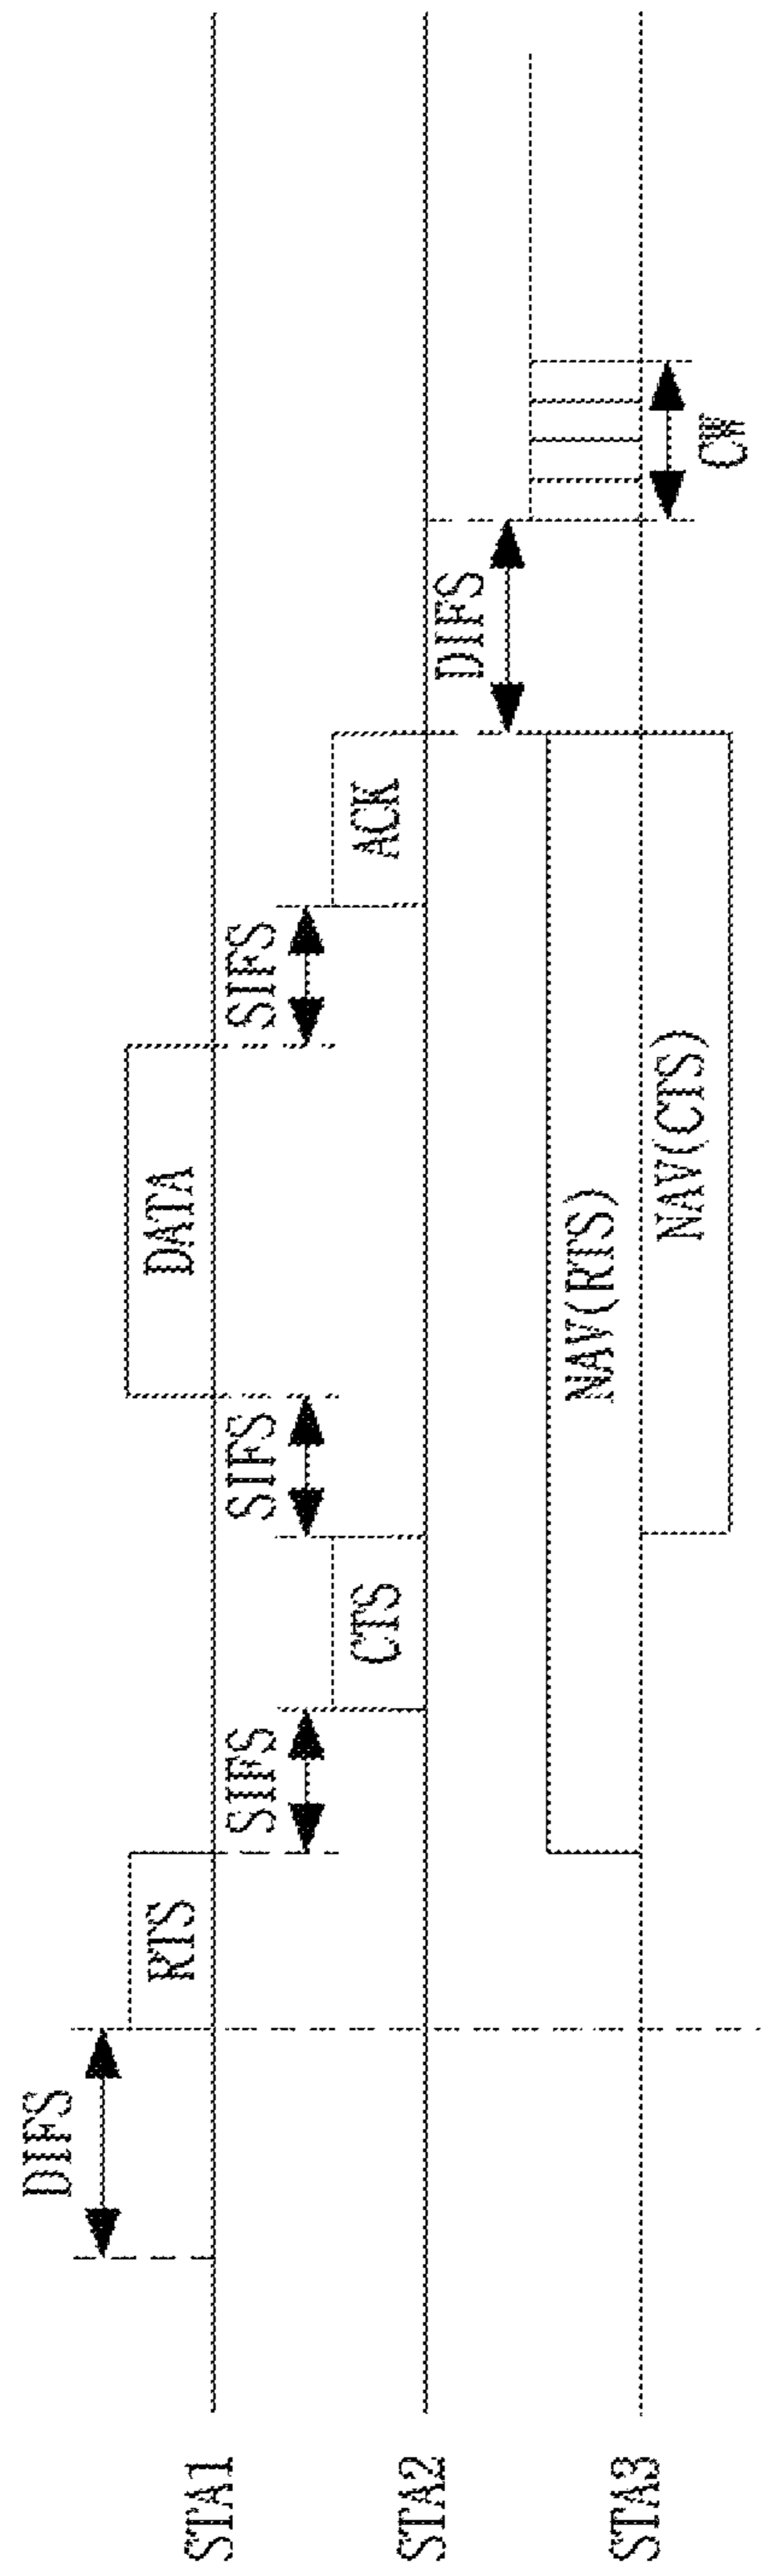 DIFS
RTS
SIFS
CTS
SIFS
DATA
SIFS
ACK
DIFS
CW
NAV(RTS)
NAV(CTS)
STA1
STA2
STA3